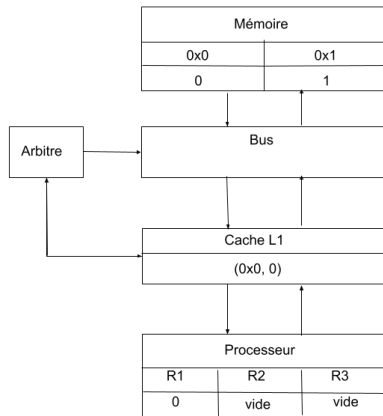 Mémoire
0x0 0x1
0 1
Arbitre
Bus
Cache L1
(0x0, 0)
Processeur
R1 R2 R3
0 vide vide